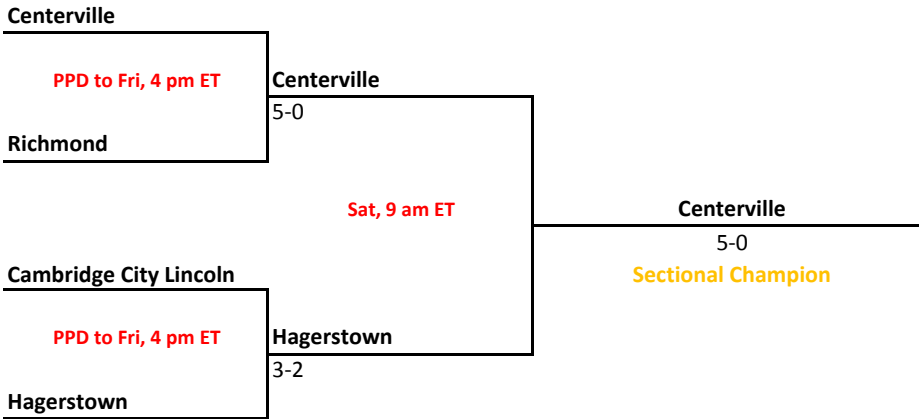 Centerville
PPD to Fri, 4 pm ET
Centerville
5-0
Richmond
Sat, 9 am ET
Centerville
5-0
Sectional Champion
Cambridge City Lincoln
PPD to Fri, 4 pm ET
Hagerstown
3-2
Hagerstown